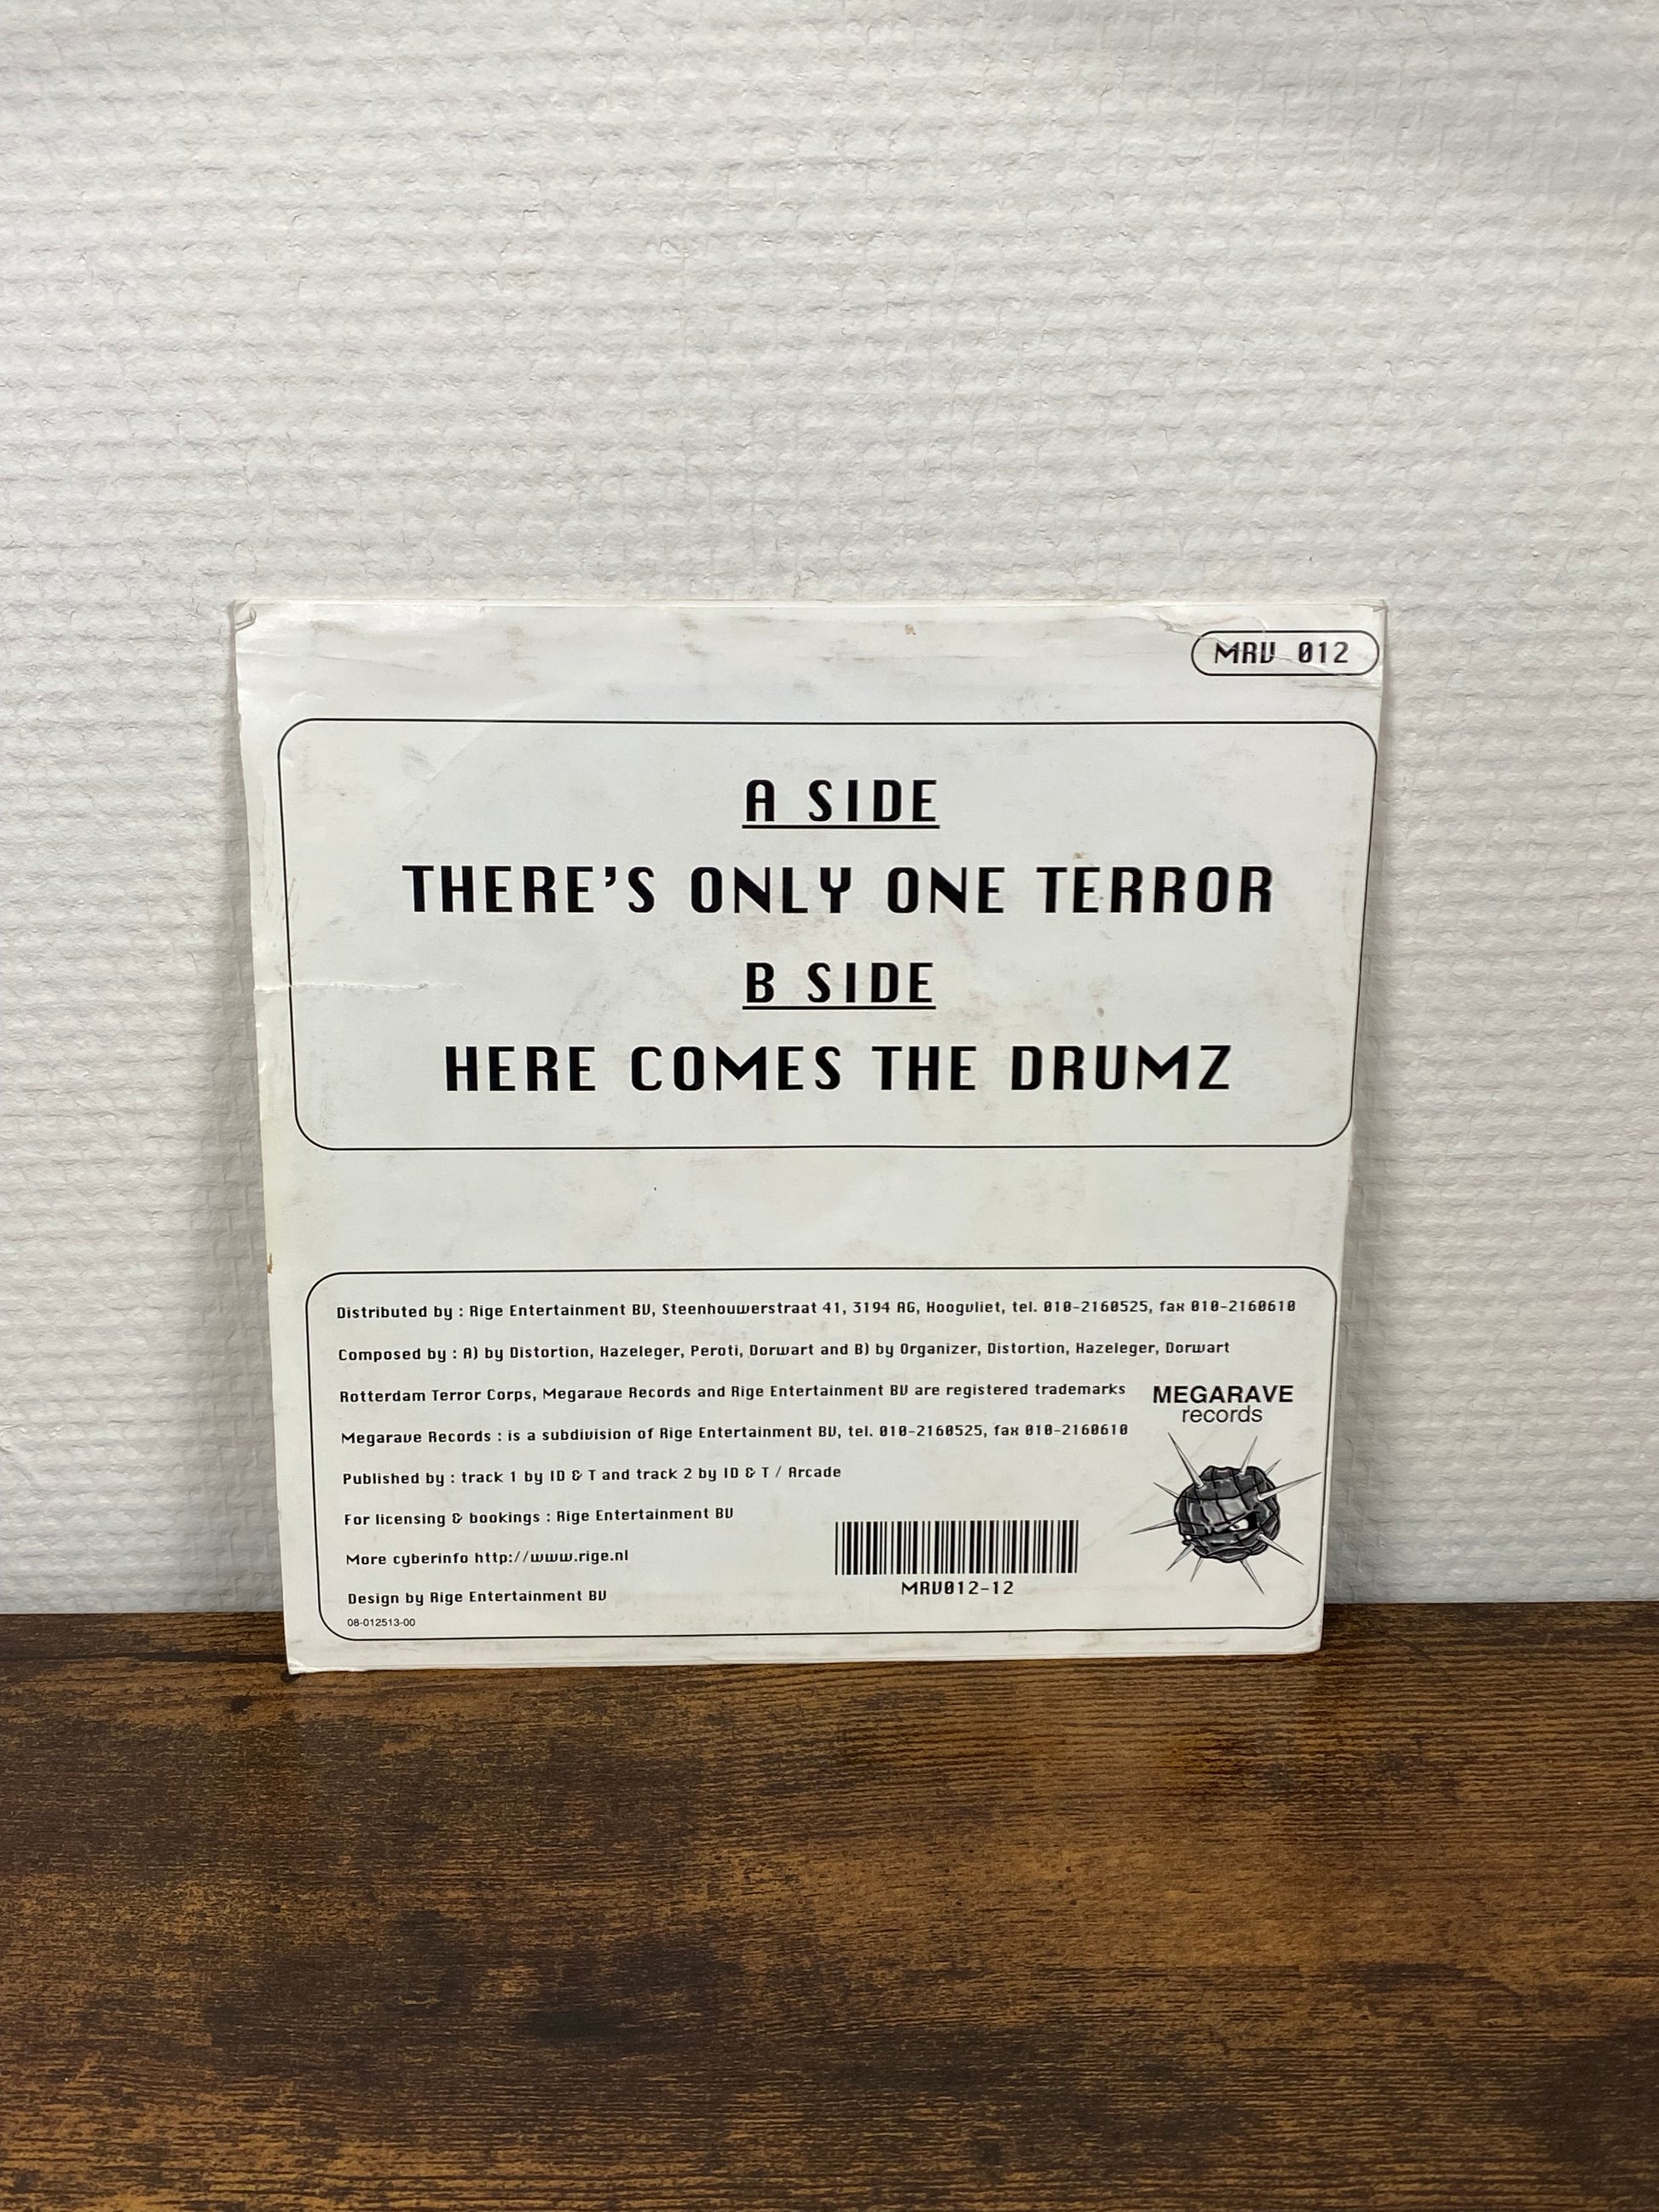 MRV 012
A SIDE
THERE'S ONLY ONE TERROR
B SIDE
HERE COMES THE DRUMZ
Distributed by : Rige Entertainment BV, Steenhouwerstraat 41, 3194 AG, Hoogvliet, tel. 010-2160525, fax 010-2160610
Composed by : A) by Distortion, Hazeleger, Peroti, Dorwart and B) by Organizer, Distortion, Hazeleger, Dorwart
Rotterdam Terror Corps, Megarave Records and Rige Entertainment BV are registered trademarks
Megarave Records : is a subdivision of Rige Entertainment BV, tel. 010-2160525, fax 010-2160610
Published by : track 1 by ID & T and track 2 by ID & T / Arcade
For licensing & bookings : Rige Entertainment BV
More cyberinfo http://www.rige.nl
Design by Rige Entertainment BV
08-012513-00
MRV012-12
MEGARAVE
records